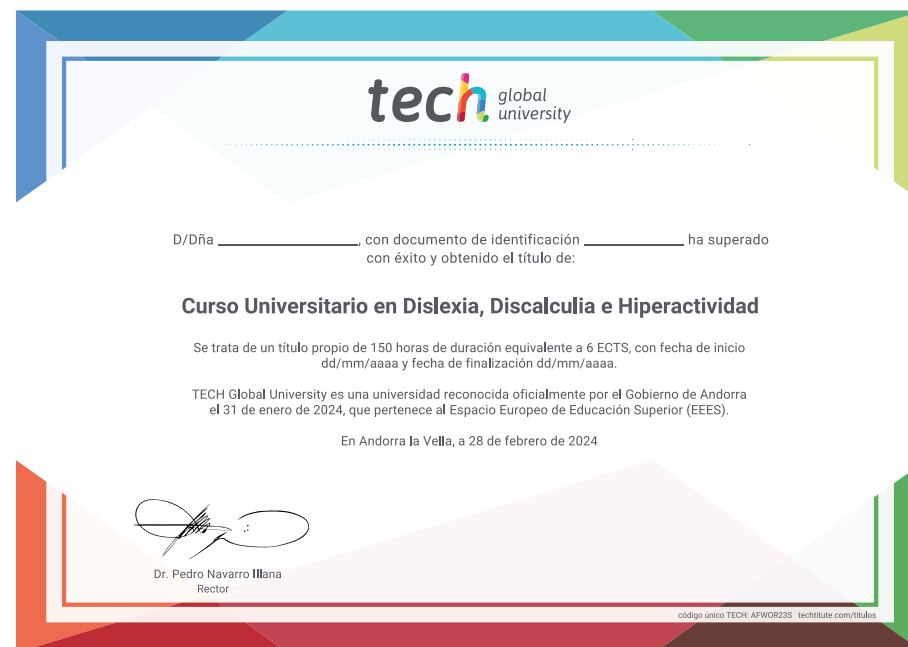 tech global university
D/Dña ____________________, con documento de identificación ______________ ha superado
con éxito y obtenido el título de:
Curso Universitario en Dislexia, Discalculia e Hiperactividad
Se trata de un título propio de 150 horas de duración equivalente a 6 ECTS, con fecha de inicio
dd/mm/aaaa y fecha de finalización dd/mm/aaaa.
TECH Global University es una universidad reconocida oficialmente por el Gobierno de Andorra
el 31 de enero de 2024, que pertenece al Espacio Europeo de Educación Superior (EEES).
En Andorra la Vella, a 28 de febrero de 2024
Dr. Pedro Navarro Illana
Rector
código único TECH: AFWOR23S techtitute.com/titulos